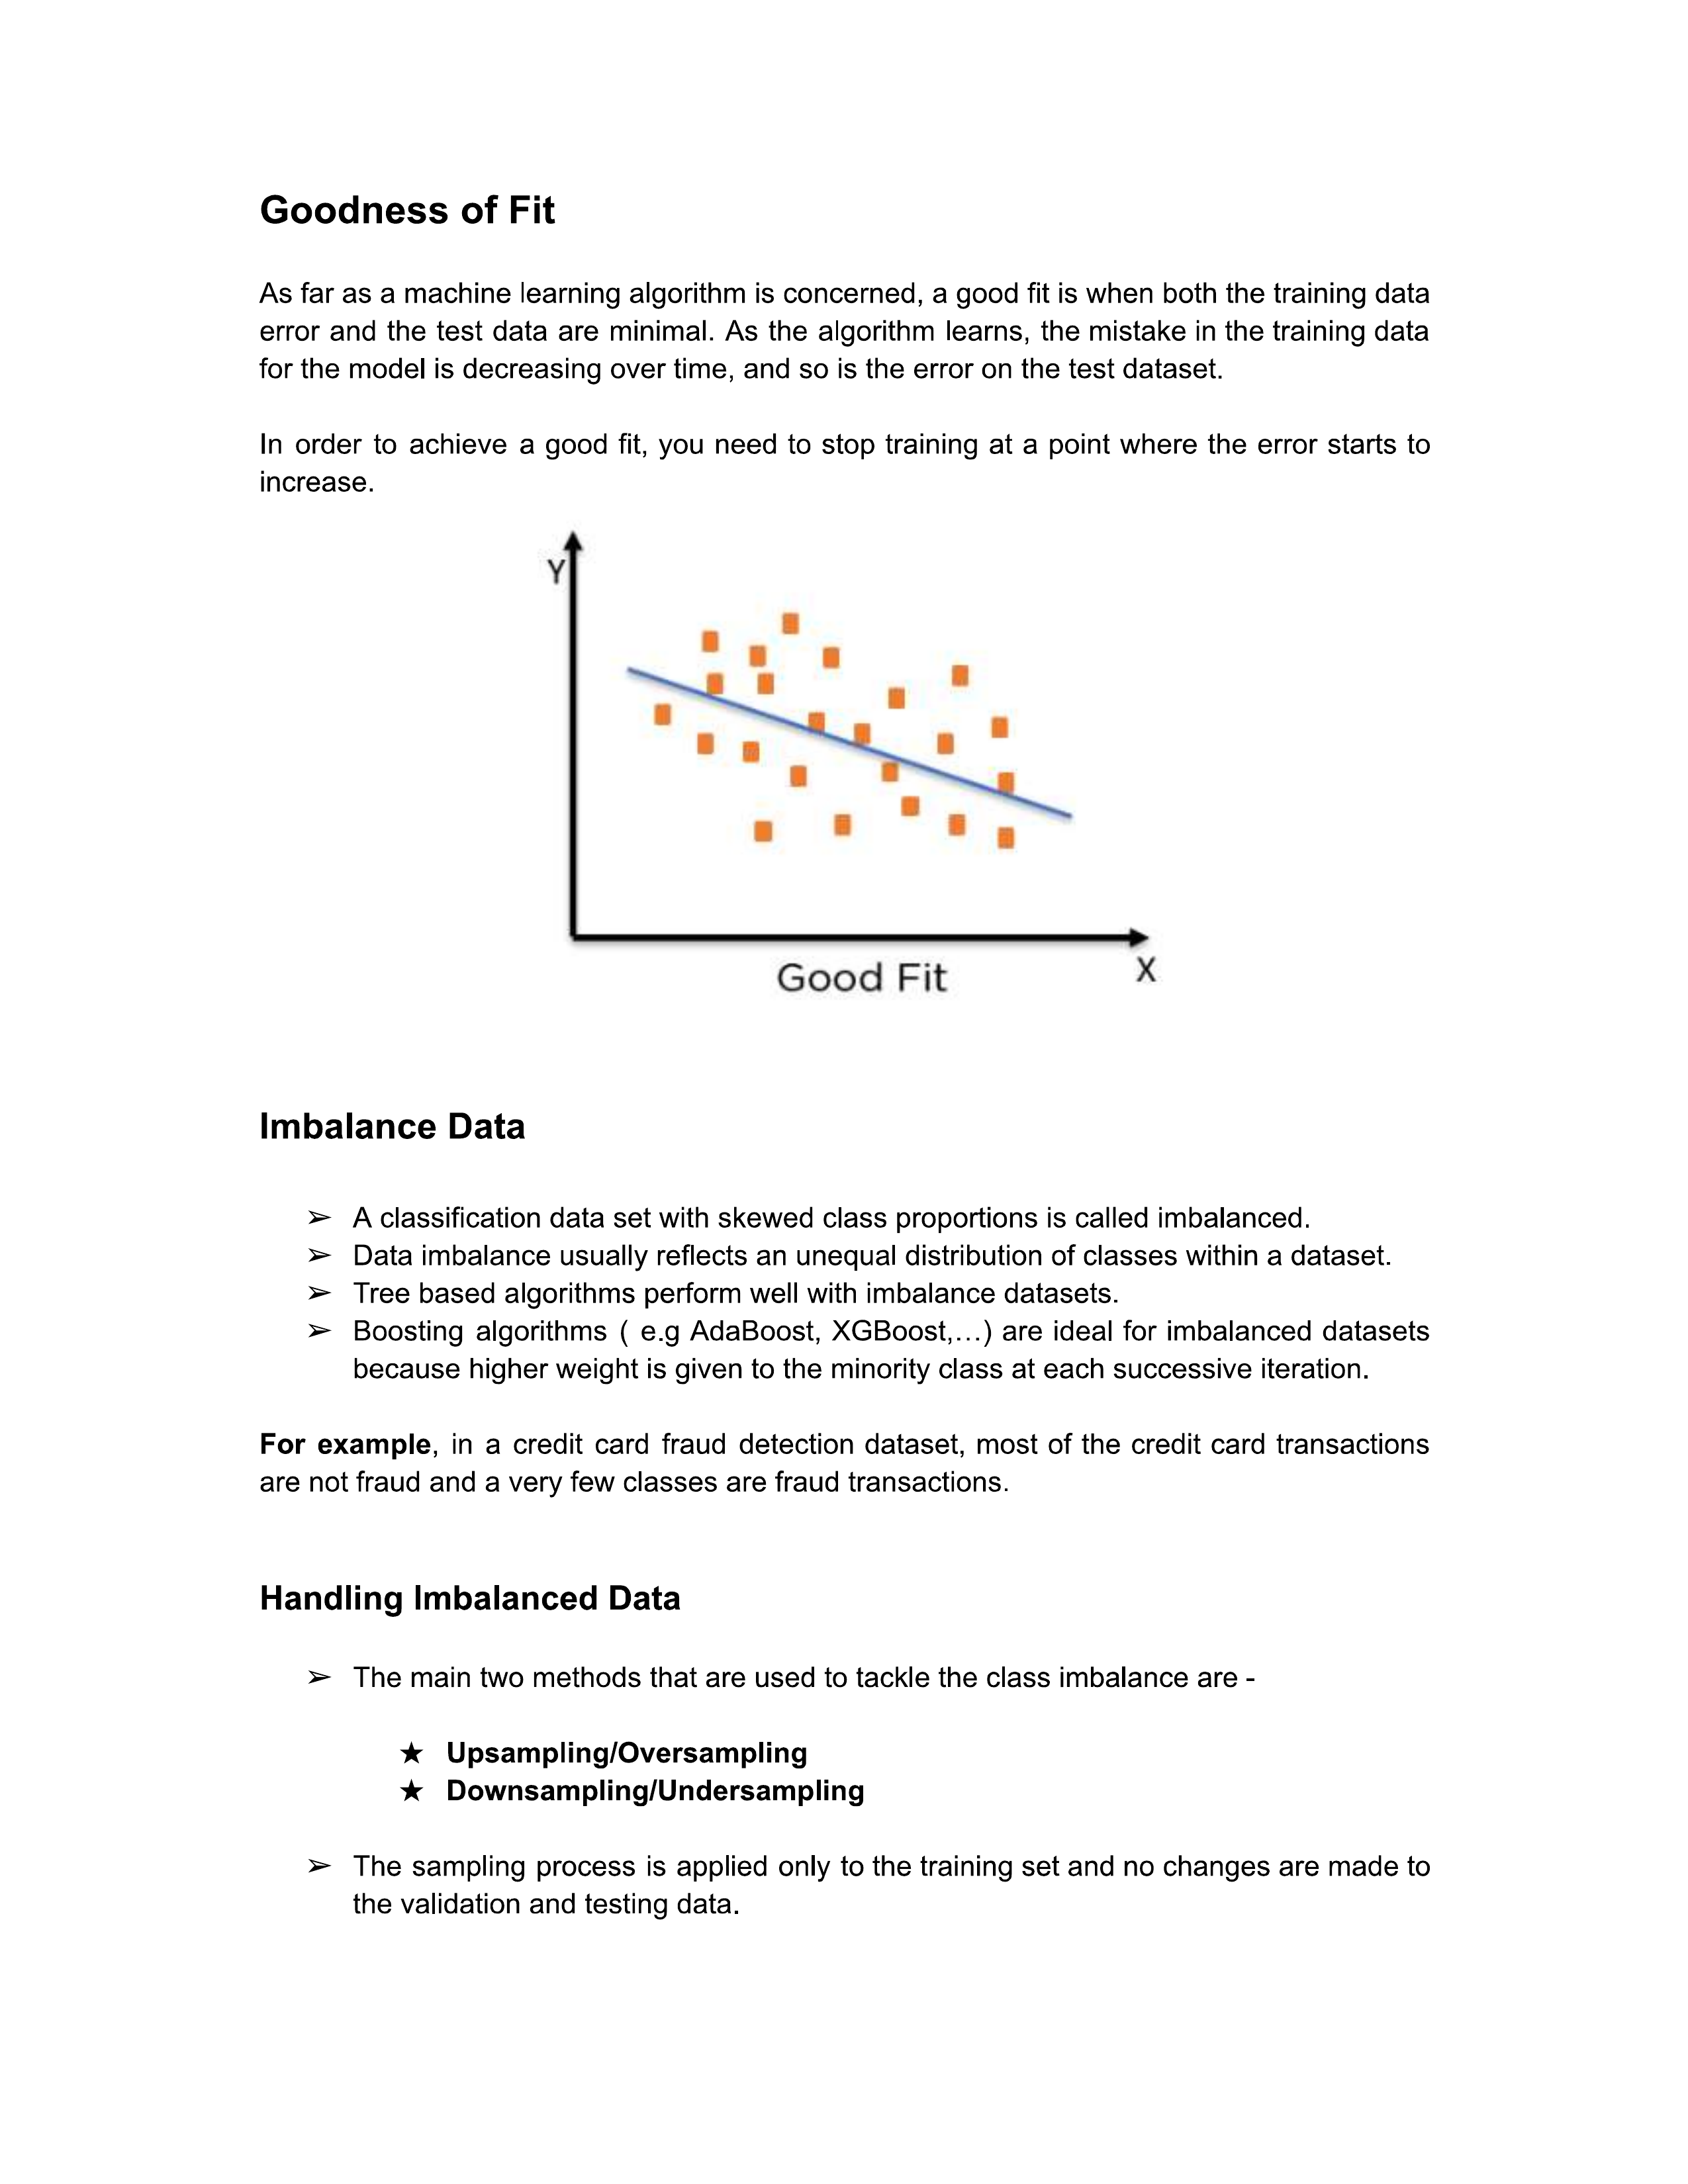 Goodness of Fit
As far as a machine learning algorithm is concerned, a good fit is when both the training data
error and the test data are minimal. As the algorithm learns, the mistake in the training data
for the model is decreasing over time, and so is the error on the test dataset.
In order to achieve a good fit, you need to stop training at a point where the error starts to
increase.
Y
X
Good Fit
Imbalance Data
➢ A classification data set with skewed class proportions is called imbalanced.
➢ Data imbalance usually reflects an unequal distribution of classes within a dataset.
➢ Tree based algorithms perform well with imbalance datasets.
➢ Boosting algorithms ( e.g AdaBoost, XGBoost,…) are ideal for imbalanced datasets
because higher weight is given to the minority class at each successive iteration.
For example, in a credit card fraud detection dataset, most of the credit card transactions
are not fraud and a very few classes are fraud transactions.
Handling Imbalanced Data
➢ The main two methods that are used to tackle the class imbalance are -
★ Upsampling/Oversampling
★ Downsampling/Undersampling
➢ The sampling process is applied only to the training set and no changes are made to
the validation and testing data.